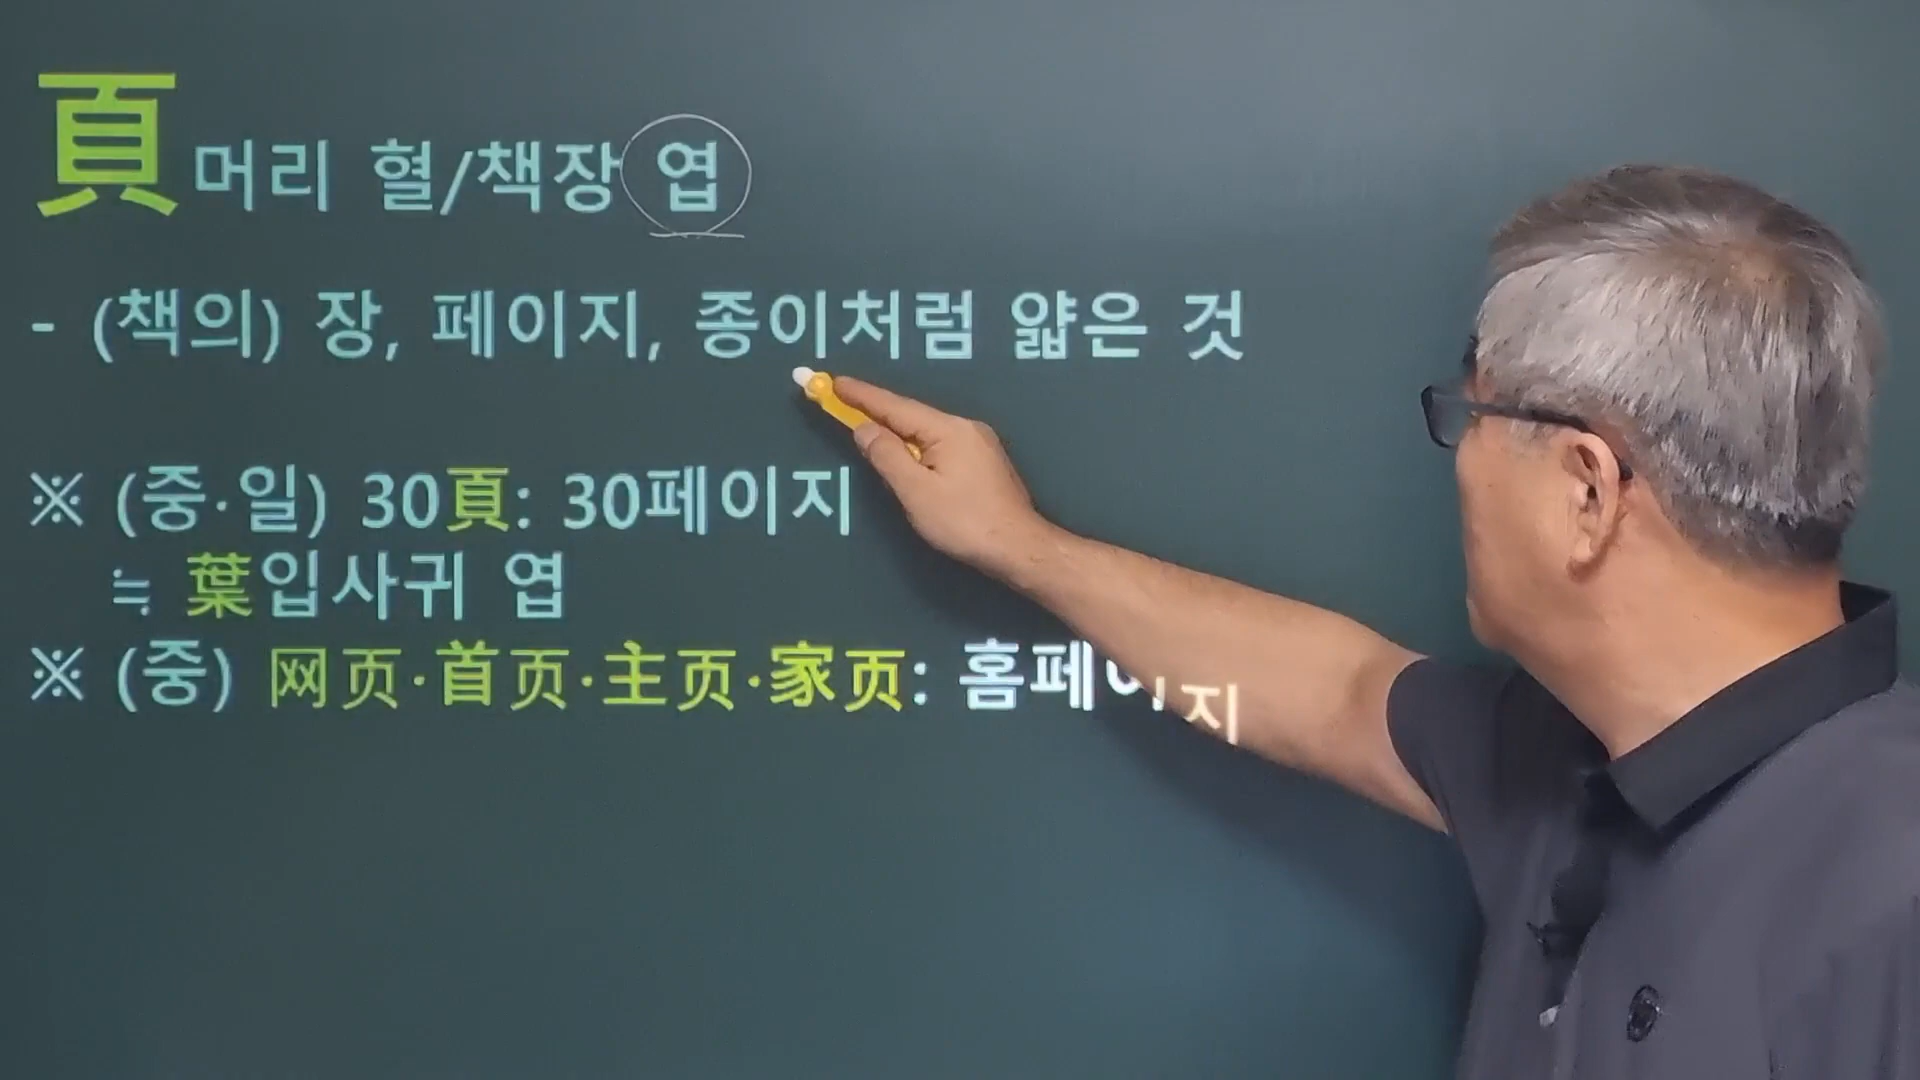 頁머리 혈/책장 엽
- (책의) 장, 페이지, 종이처럼 얇은 것
※ (중·일) 30頁: 30페이지
≒ 葉입사귀 엽
※ (중) 网页·首页·主页·家页: 홈페이지